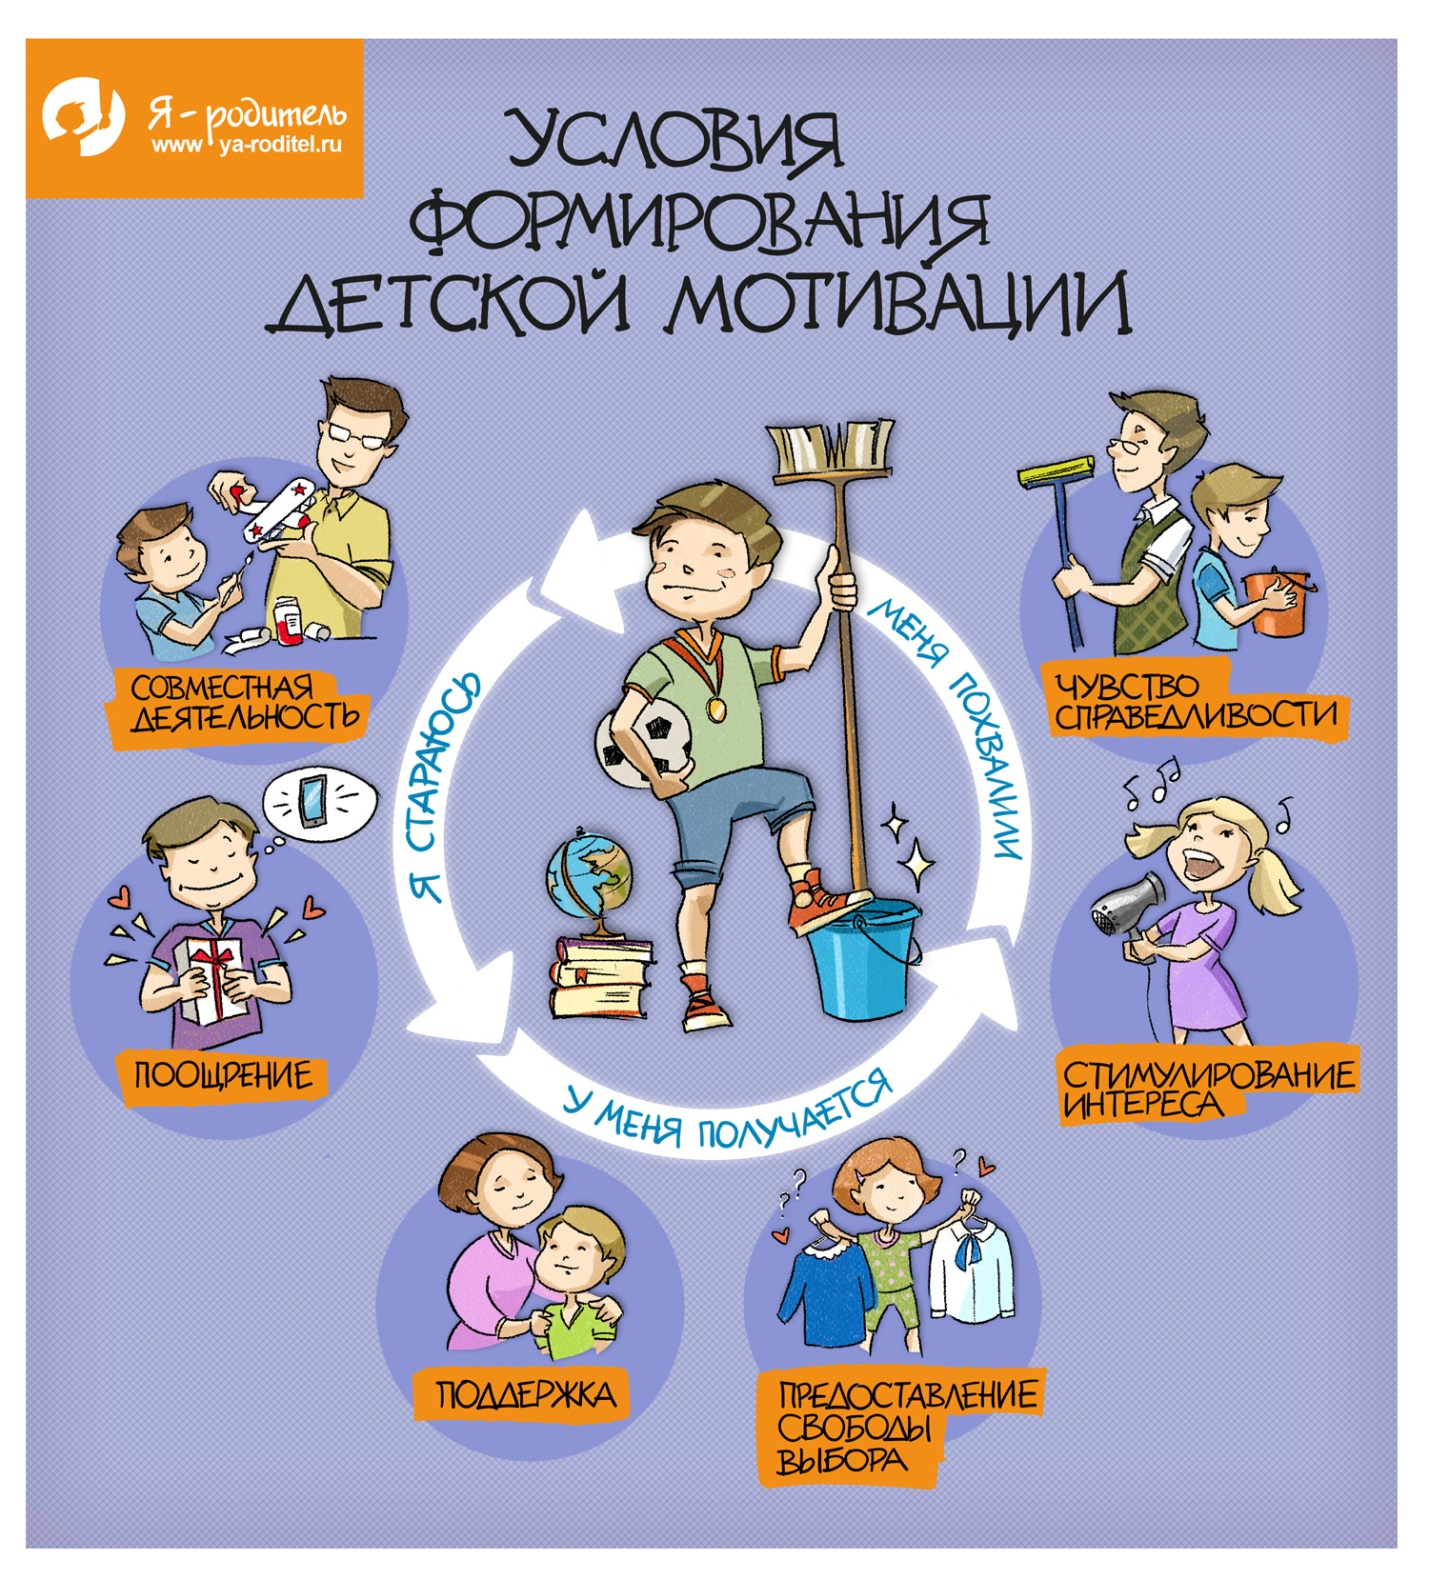 Я - родитель
www ya-roditel.ru
УСЛОВИЯ
ФОРМИРОВАНИЯ
ДЕТСКОЙ МОТИВАЦИИ
СОВМЕСТНАЯ
ДЕЯТЕЛЬНОСТЬ
ЧУВСТВО
СПРАВЕДЛИВОСТИ
Я СТАРАЮСЬ
МЕНЯ ПОХВАЛИЛИ
У МЕНЯ ПОЛУЧАЕТСЯ
ПООЩРЕНИЕ
СТИМУЛИРОВАНИЕ
ИНТЕРЕСА
ПОДДЕРЖКА
ПРЕДОСТАВЛЕНИЕ
СВОБОДЫ
ВЫБОРА